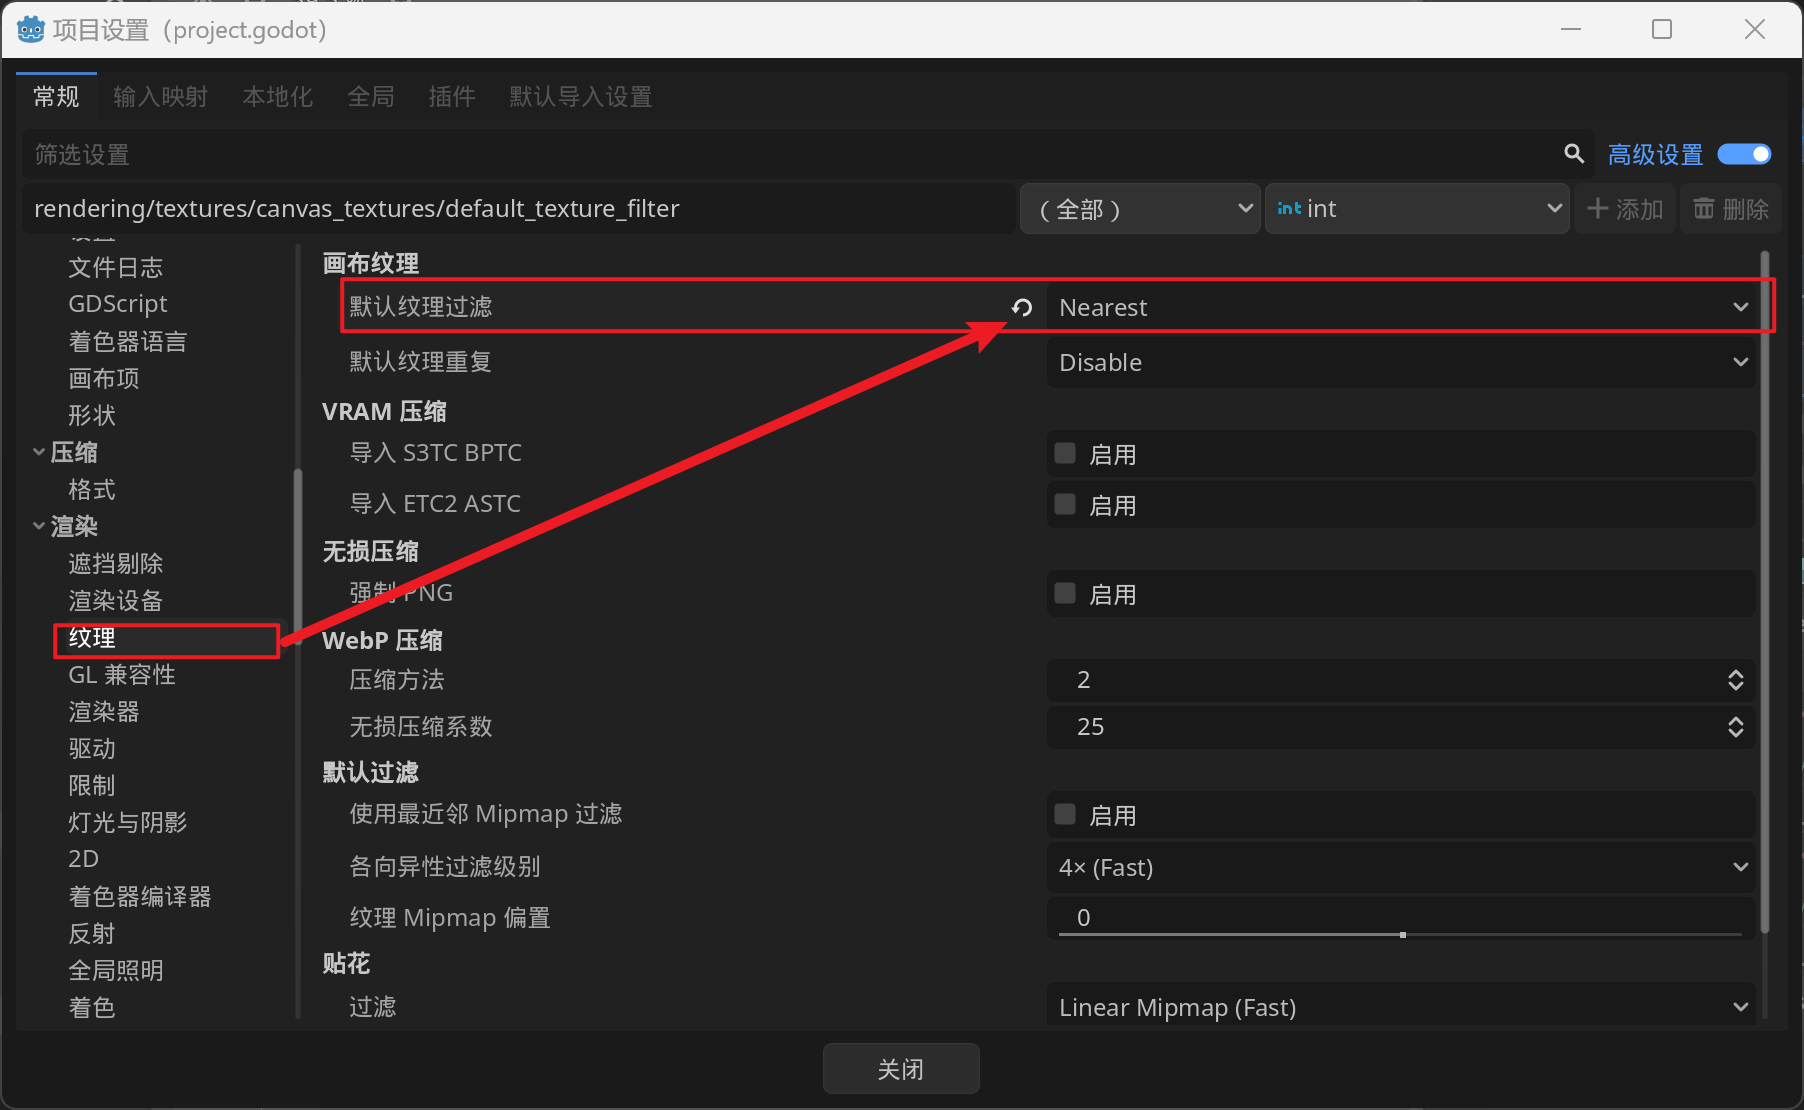 项目设置（project.godot）
常规 输入映射 本地化 全局 插件 默认导入设置
筛选设置 高级设置
rendering/textures/canvas_textures/default_texture_filter （全部） int int 添加 删除
文件日志
GDScript
着色器语言
画布项
形状
压缩
格式
渲染
遮挡剔除
渲染设备
纹理
GL 兼容性
渲染器
驱动
限制
灯光与阴影
2D
着色器编译器
反射
全局照明
着色
画布纹理
默认纹理过滤 Nearest
默认纹理重复 Disable
VRAM 压缩
导入 S3TC BPTC 启用
导入 ETC2 ASTC 启用
无损压缩
强制 PNG 启用
WebP 压缩
压缩方法 2
无损压缩系数 25
默认过滤
使用最近邻 Mipmap 过滤 启用
各向异性过滤级别 4× (Fast)
纹理 Mipmap 偏置 0
贴花
过滤 Linear Mipmap (Fast)
关闭